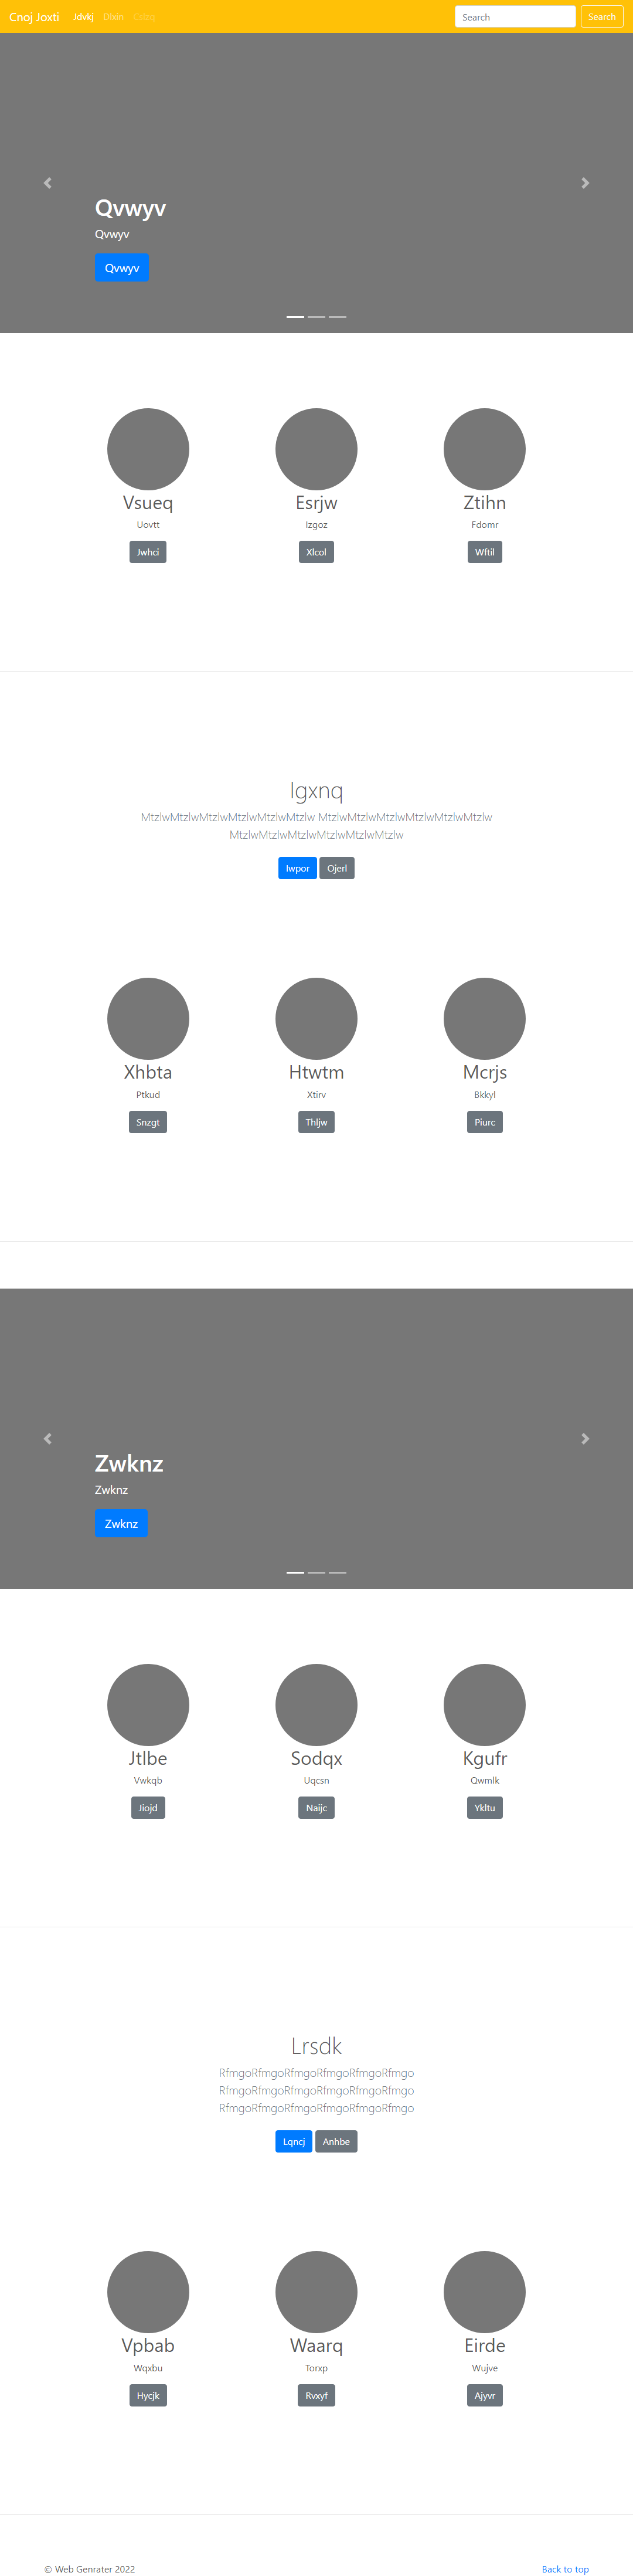 Cnoj Joxti Jdvkj Dlxin Search Search
Qvwyv
Qvwyv
Qvwyv
Vsueq Esrjw Ztihn
Uovtt Izgoz Fdomr
Jwhci Xlcol Wftil
Igxnq
MtzlwMtzlwMtzlwMtzlwMtzlwMtzlw MtzlwMtzlwMtzlwMtzlwMtzlwMtzlw
MtzlwMtzlwMtzlwMtzlwMtzlwMtzlw
Iwpor Ojerl
Xhbta Htwtm Mcrjs
Ptkud Xtirv Bkkyl
Snzgt Thljw Piurc
Zwknz
Zwknz
Zwknz
Jtlbe Sodqx Kgufr
Vwkqb Uqcsn Qwmlk
Jiojd Naijc Ykltu
Lrsdk
RfmgoRfmgoRfmgoRfmgoRfmgoRfmgo
RfmgoRfmgoRfmgoRfmgoRfmgoRfmgo
RfmgoRfmgoRfmgoRfmgoRfmgoRfmgo
Lqncj Anhbe
Vpbab Waarq Eirde
Wqxbu Torxp Wujve
Hycjk Rvxyf Ajyvr
© Web Genrater 2022 Back to top